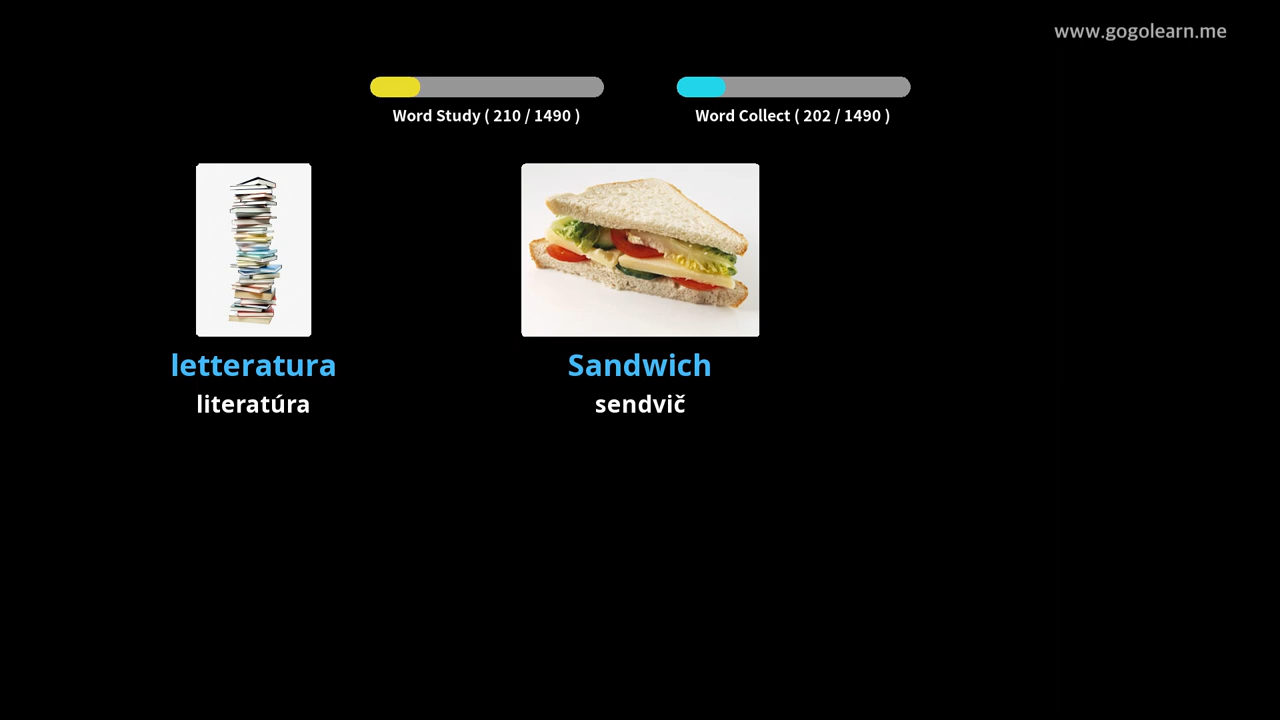 www.gogolearn.me
Word Study ( 210 / 1490 )
Word Collect ( 202 / 1490 )
letteratura
literatúra
Sandwich
sendvič